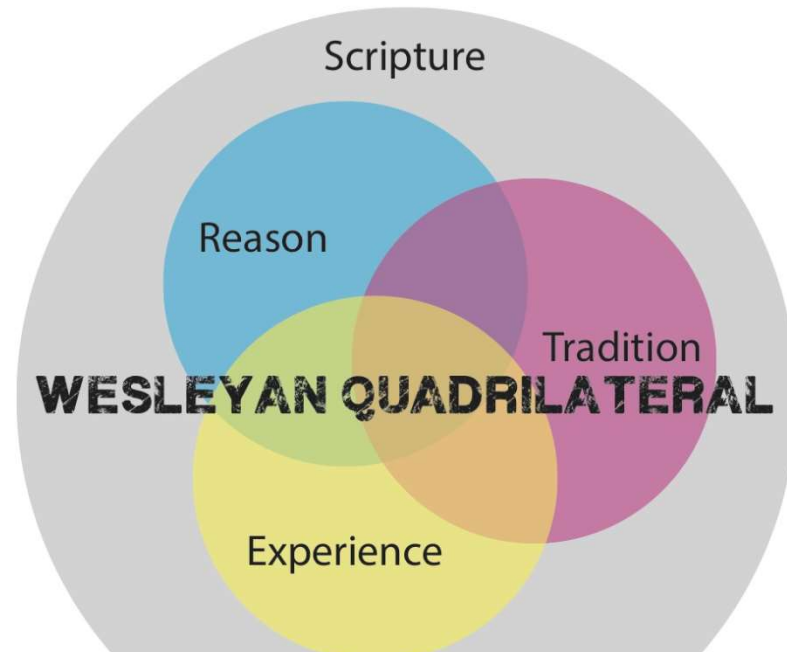 Scripture
Reason
Tradition
WESLEYAN QUADRILATERAL
Experience